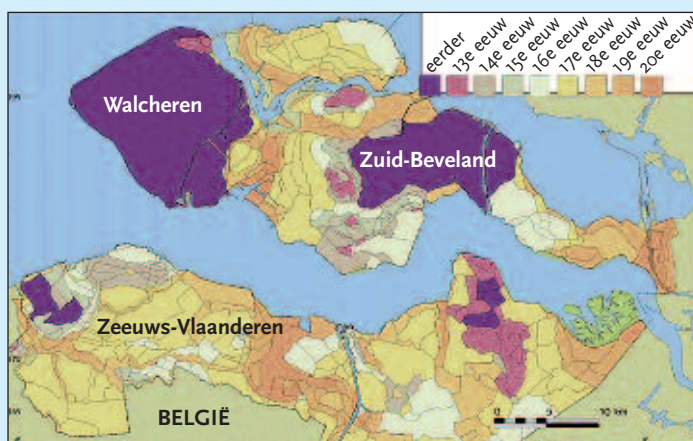 eerder
13e eeuw
14e eeuw
15e eeuw
16e eeuw
17e eeuw
18e eeuw
19e eeuw
20e eeuw
Walcheren
Zuid-Beveland
Zeeuws-Vlaanderen
BELGIË
0 5 10 km